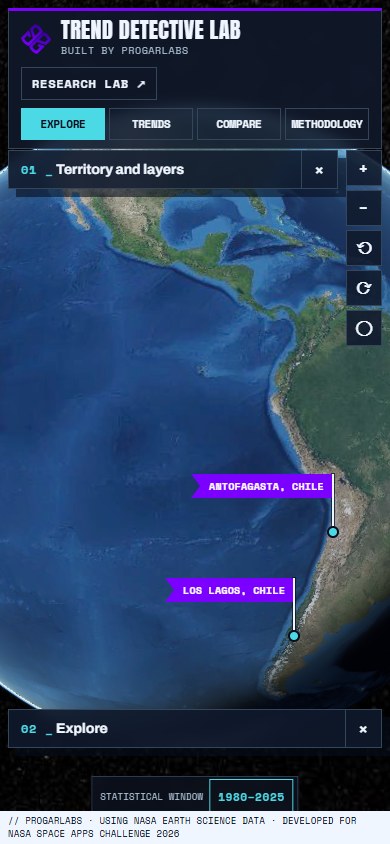 TREND DETECTIVE LAB
BUILT BY PROGARLABS
RESEARCH LAB ↗
EXPLORE
TRENDS
COMPARE
METHODOLOGY
01 _ Territory and layers ×
+
−
ANTOFAGASTA, CHILE
LOS LAGOS, CHILE
02 _ Explore ×
STATISTICAL WINDOW 1980–2025
// PROGARLABS · USING NASA EARTH SCIENCE DATA · DEVELOPED FOR
NASA SPACE APPS CHALLENGE 2026